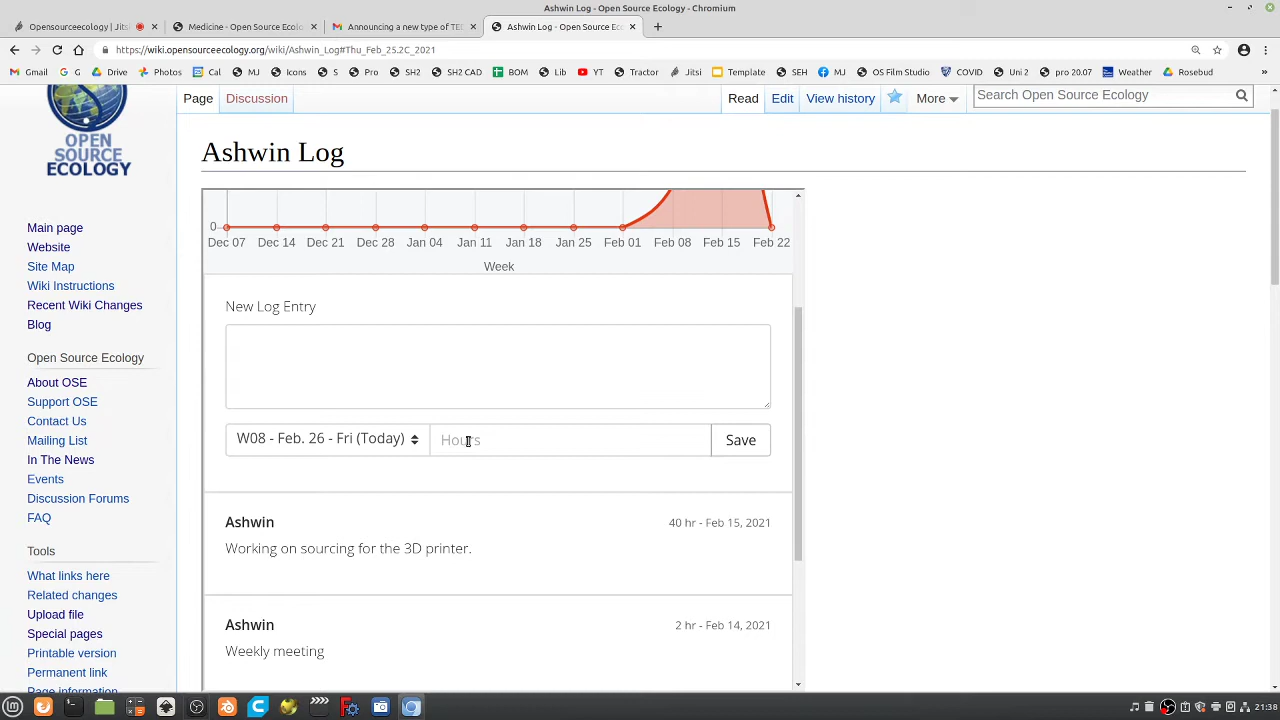 Ashwin Log - Open Source Ecology - Chromium
Opensourceecology | Jits
Medicine - Open Source Ecolo
Announcing a new type of TE
Ashwin Log - Open Source Eco
https://wiki.opensourceecology.org/wiki/Ashwin_Log#Thu_Feb_25.2C_2021
Gmail G Drive Photos Cal MJ Icons S Pro SH2 SH2 CAD BOM Lib YT Tractor Jitsi Template SEH MJ OS Film Studio COVID Uni 2 pro 20.07 Weather Rosebud »
Page Discussion Read Edit View history More Search Open Source Ecology
OPEN
SOURCE
ECOLOGY
Ashwin Log
Main page
Website
Site Map
Wiki Instructions
Recent Wiki Changes
Blog
Open Source Ecology
About OSE
Support OSE
Contact Us
Mailing List
In The News
Events
Discussion Forums
FAQ
Tools
What links here
Related changes
Upload file
Special pages
Printable version
Permanent link
Page information
0
Dec 07 Dec 14 Dec 21 Dec 28 Jan 04 Jan 11 Jan 18 Jan 25 Feb 01 Feb 08 Feb 15 Feb 22
Week
New Log Entry
W08 - Feb. 26 - Fri (Today) Hours Save
Ashwin 40 hr - Feb 15, 2021
Working on sourcing for the 3D printer.
Ashwin 2 hr - Feb 14, 2021
Weekly meeting
21:38